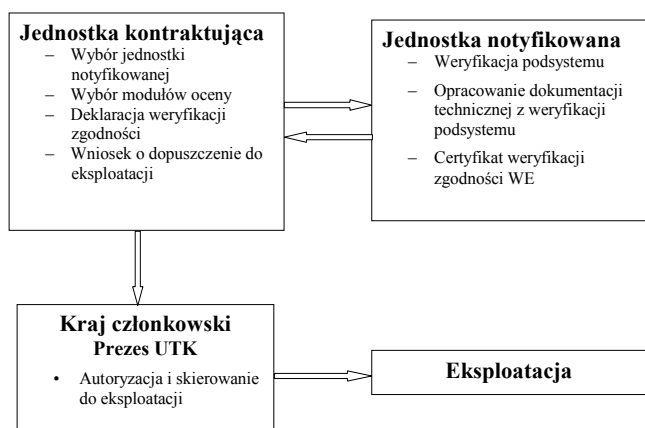 Jednostka kontraktująca
– Wybór jednostki
notyfikowanej
– Wybór modułów oceny
– Deklaracja weryfikacji
zgodności
– Wniosek o dopuszczenie do
eksploatacji
Jednostka notyfikowana
– Weryfikacja podsystemu
– Opracowanie dokumentacji
technicznej z weryfikacji
podsystemu
– Certyfikat weryfikacji
zgodności WE
Kraj członkowski
Prezes UTK
• Autoryzacja i skierowanie
do eksploatacji
Eksploatacja